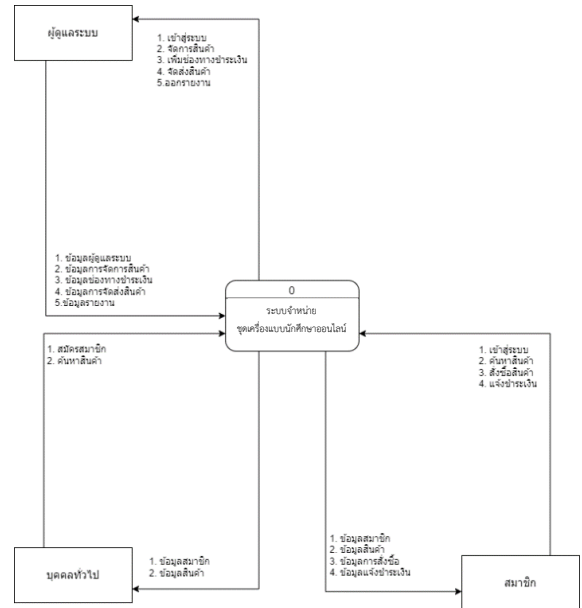 ผู้ดูแลระบบ
1. เข้าสู่ระบบ
2. จัดการสินค้า
3. เพิ่มช่องทางชำระเงิน
4. จัดส่งสินค้า
5.ออกรายงาน
1. ข้อมูลผู้ดูแลระบบ
2. ข้อมูลการจัดการสินค้า
3. ข้อมูลช่องทางชำระเงิน
4. ข้อมูลการจัดส่งสินค้า
5.ข้อมูลรายงาน
0
ระบบจำหน่าย
ชุดเครื่องแบบนักศึกษาออนไลน์
1. สมัครสมาชิก
2. ค้นหาสินค้า
1. เข้าสู่ระบบ
2. ค้นหาสินค้า
3. สั่งซื้อสินค้า
4. แจ้งชำระเงิน
1. ข้อมูลสมาชิก
2. ข้อมูลสินค้า
1. ข้อมูลสมาชิก
2. ข้อมูลสินค้า
3. ข้อมูลการสั่งซื้อ
4. ข้อมูลแจ้งชำระเงิน
บุคคลทั่วไป
สมาชิก